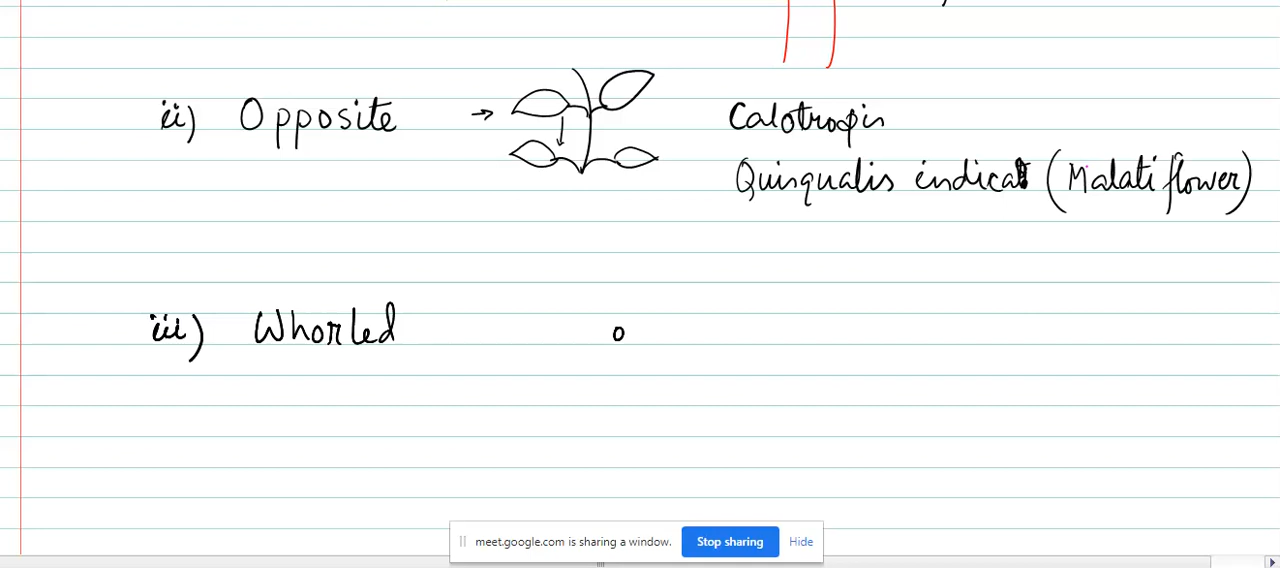 ii) Opposite → Calotropis
Quisqualis indica (Malati flower)
iii) Whorled
meet.google.com is sharing a window. Stop sharing Hide